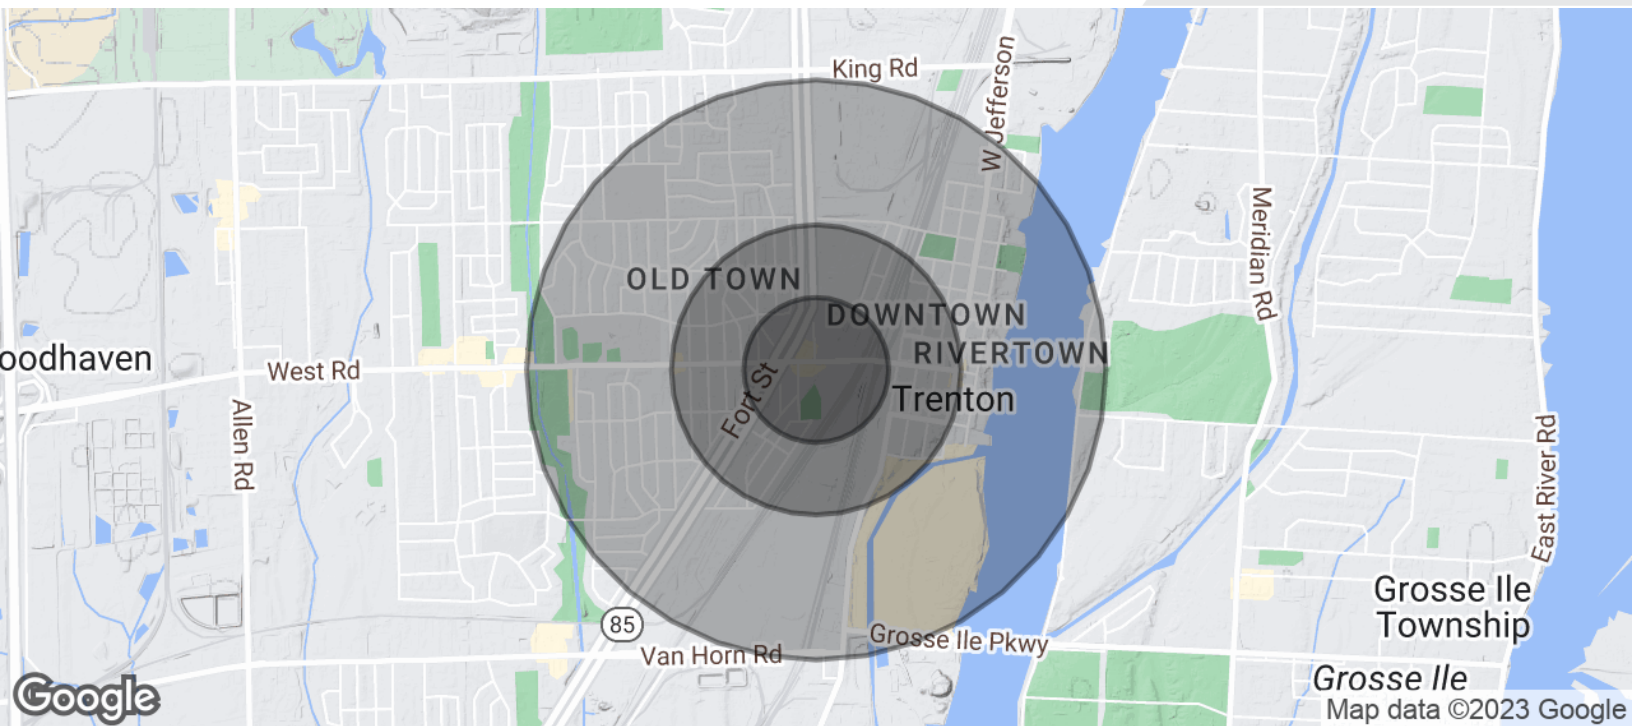 King Rd
W Jefferson
Meridian Rd
OLD TOWN
DOWNTOWN
RIVERTOWN
oodhaven
West Rd
Trenton
Fort St
Allen Rd
East River Rd
Grosse Ile
Township
85
Grosse Ile Pkwy
Van Horn Rd
Grosse Ile
Google
Map data ©2023 Google